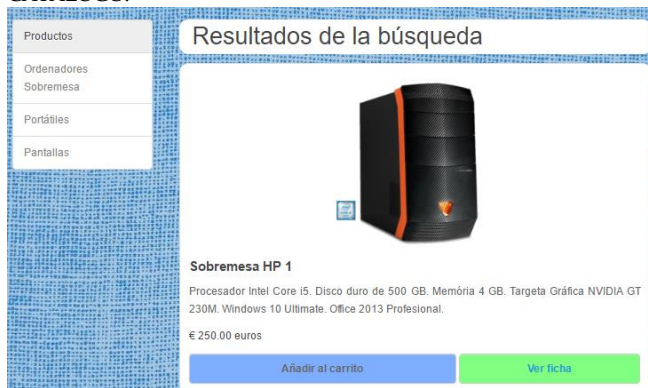 Productos
Resultados de la búsqueda
Ordenadores
Sobremesa
Portátiles
Pantallas
Sobremesa HP 1
Procesador Intel Core i5. Disco duro de 500 GB. Memória 4 GB. Targeta Gráfica NVIDIA GT
230M. Windows 10 Ultimate. Office 2013 Profesional.
€ 250.00 euros
Añadir al carrito
Ver ficha